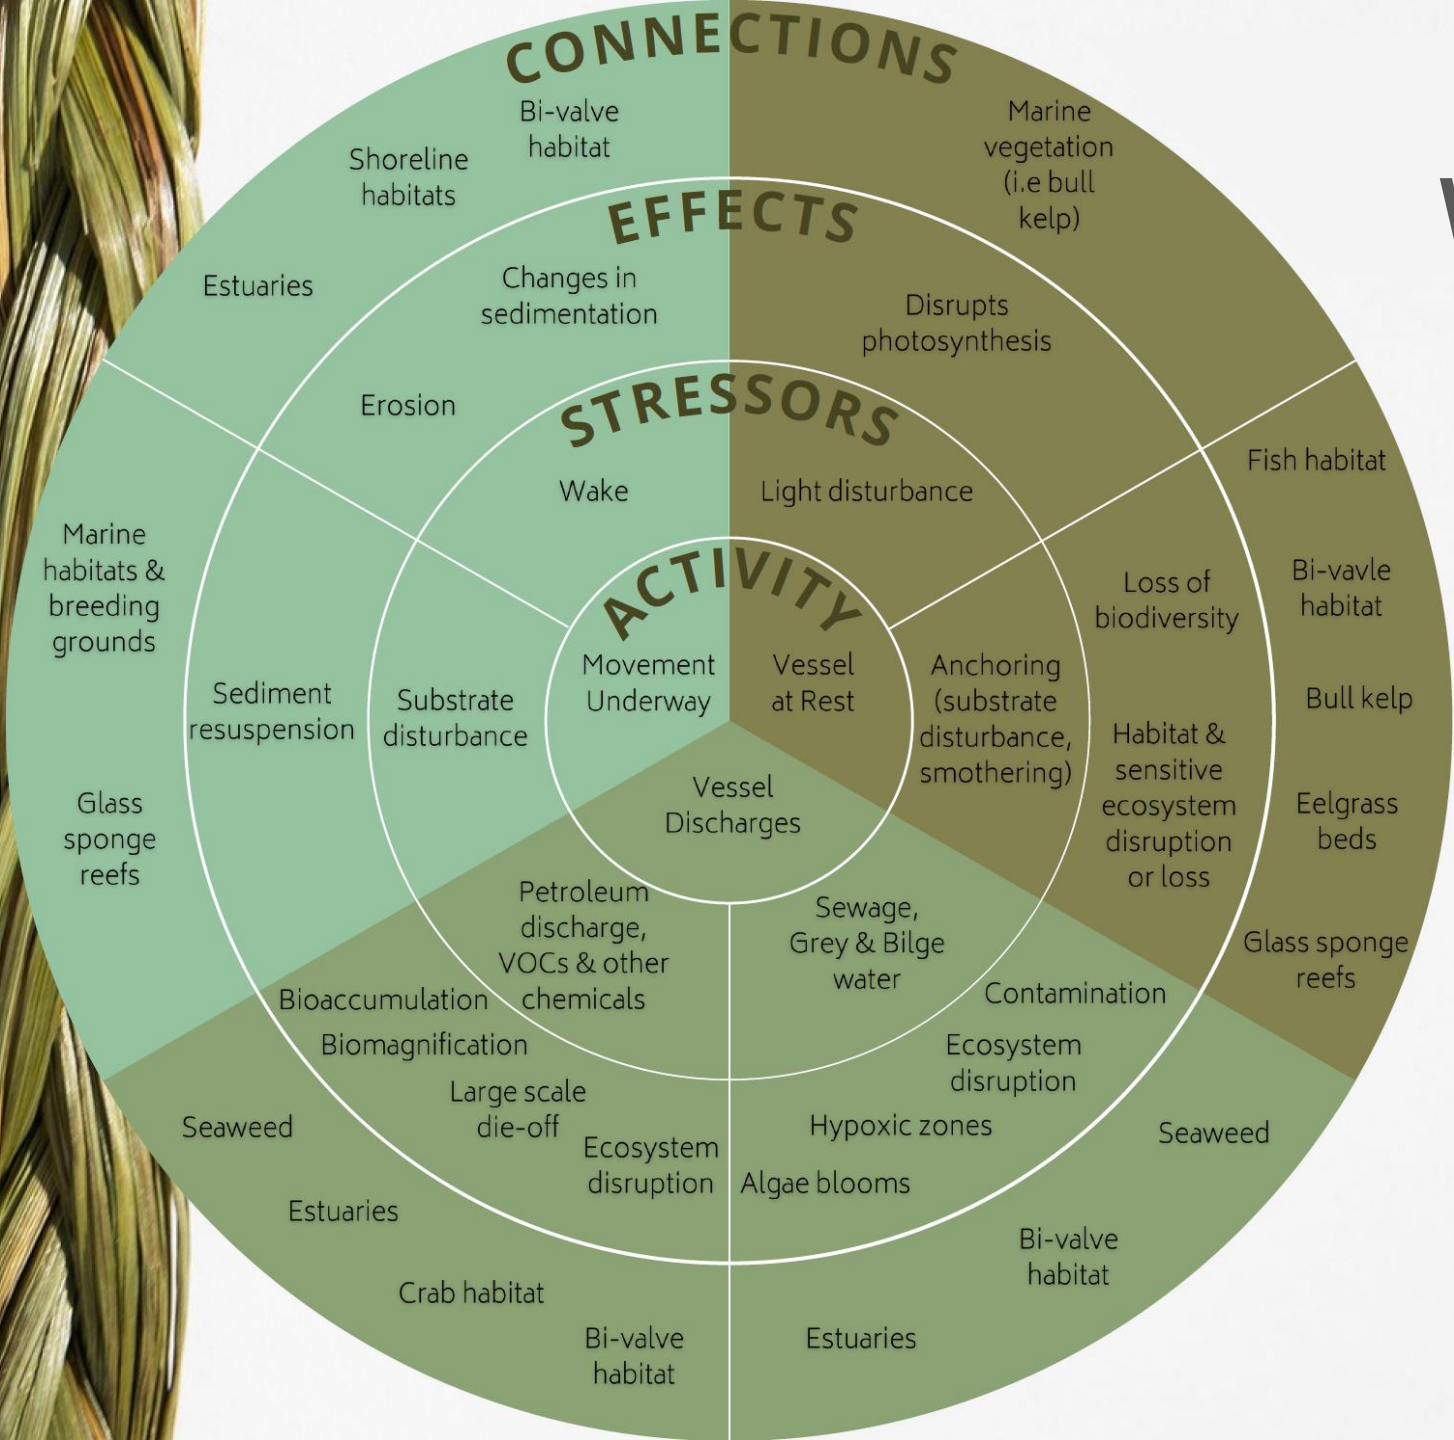 CONNECTIONS
Bi-valve
habitat
Shoreline
habitats
Estuaries
Marine
vegetation
(i.e bull
kelp)
EFFECTS
Changes in
sedimentation
Erosion
Disrupts
photosynthesis
STRESSORS
Wake
Light disturbance
ACTIVITY
Movement
Underway
Vessel
at Rest
Vessel
Discharges
Marine
habitats &
breeding
grounds
Glass
sponge
reefs
Sediment
resuspension
Substrate
disturbance
Anchoring
(substrate
disturbance,
smothering)
Loss of
biodiversity
Habitat &
sensitive
ecosystem
disruption
or loss
Fish habitat
Bi-vavle
habitat
Bull kelp
Eelgrass
beds
Glass sponge
reefs
Petroleum
discharge,
VOCs & other
chemicals
Bioaccumulation
Biomagnification
Large scale
die-off
Ecosystem
disruption
Seaweed
Estuaries
Crab habitat
Bi-valve
habitat
Sewage,
Grey & Bilge
water
Contamination
Ecosystem
disruption
Hypoxic zones
Algae blooms
Seaweed
Bi-valve
habitat
Estuaries